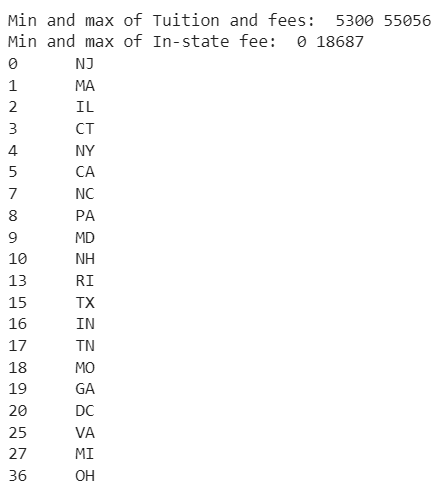 Min and max of Tuition and fees:  5300 55056
Min and max of In-state fee:  0 18687
0      NJ
1      MA
2      IL
3      CT
4      NY
5      CA
7      NC
8      PA
9      MD
10     NH
13     RI
15     TX
16     IN
17     TN
18     MO
19     GA
20     DC
25     VA
27     MI
36     OH